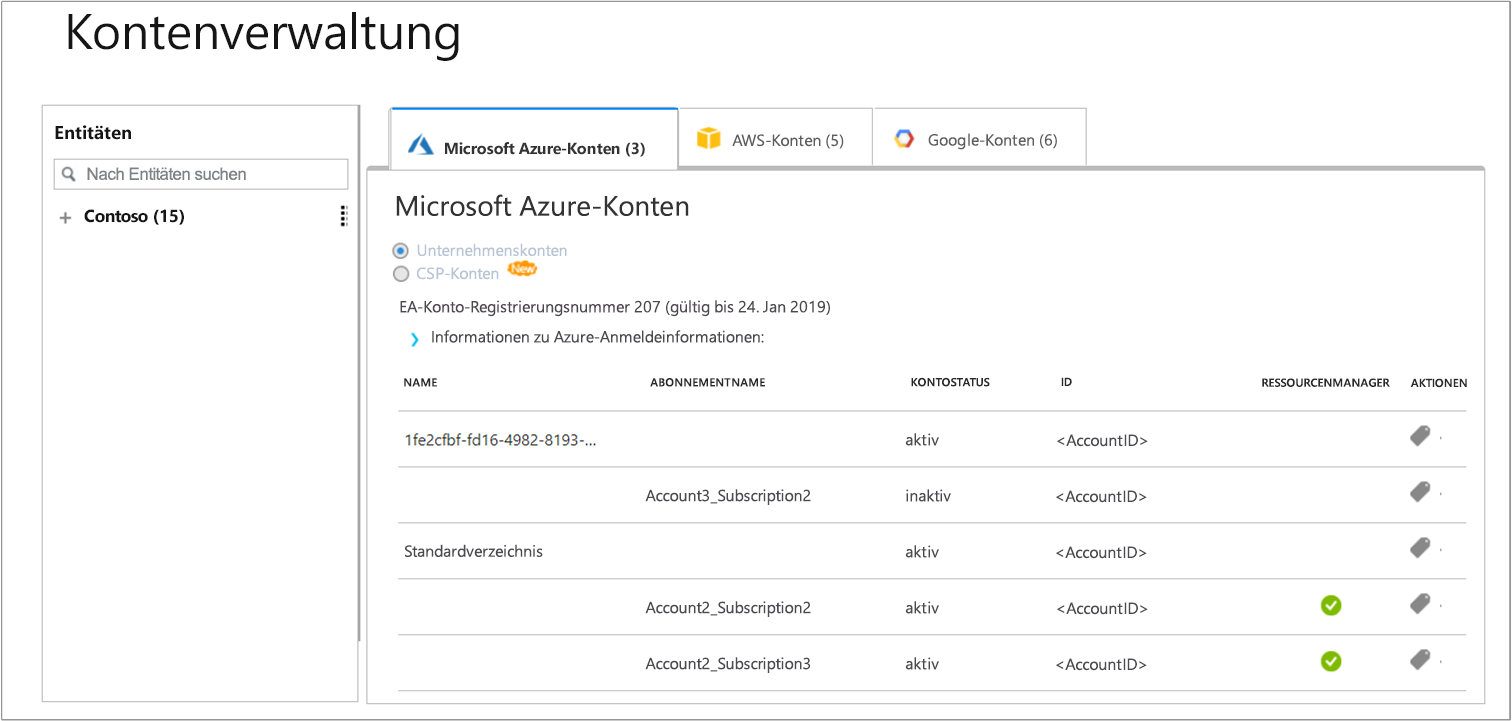 Kontenverwaltung
Entitäten
Nach Entitäten suchen
Contoso (15)
Microsoft Azure-Konten (3)
AWS-Konten (5)
Google-Konten (6)
Microsoft Azure-Konten
Unternehmenskonten
CSP-Konten New
EA-Konto-Registrierungsnummer 207 (gültig bis 24. Jan 2019)
Informationen zu Azure-Anmeldeinformationen:
NAME ABONNEMENTNAME KONTOSTATUS ID RESSOURCENMANAGER AKTIONEN
1fe2cfbf-fd16-4982-8193-... aktiv <AccountID>
Account3_Subscription2 inaktiv <AccountID>
Standardverzeichnis aktiv <AccountID>
Account2_Subscription2 aktiv <AccountID>
Account2_Subscription3 aktiv <AccountID>